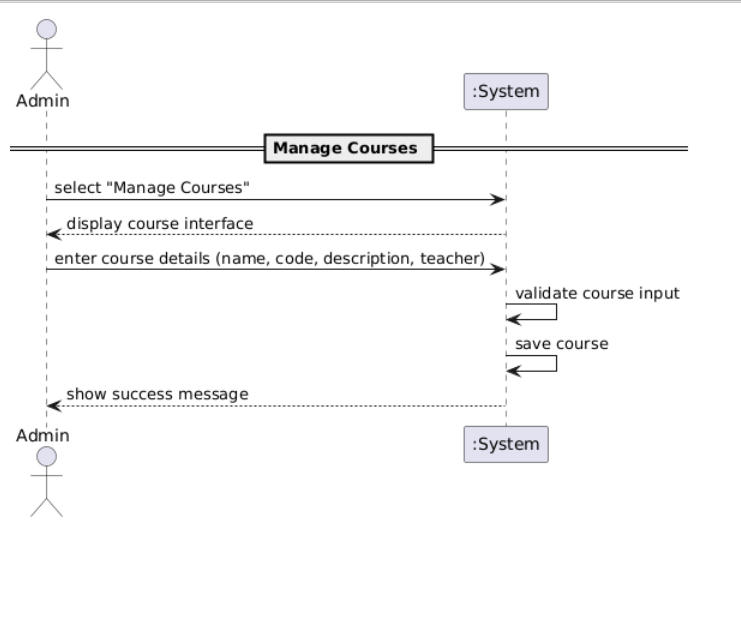 Admin
:System
Manage Courses
select "Manage Courses"
display course interface
enter course details (name, code, description, teacher)
validate course input
save course
show success message
Admin
:System